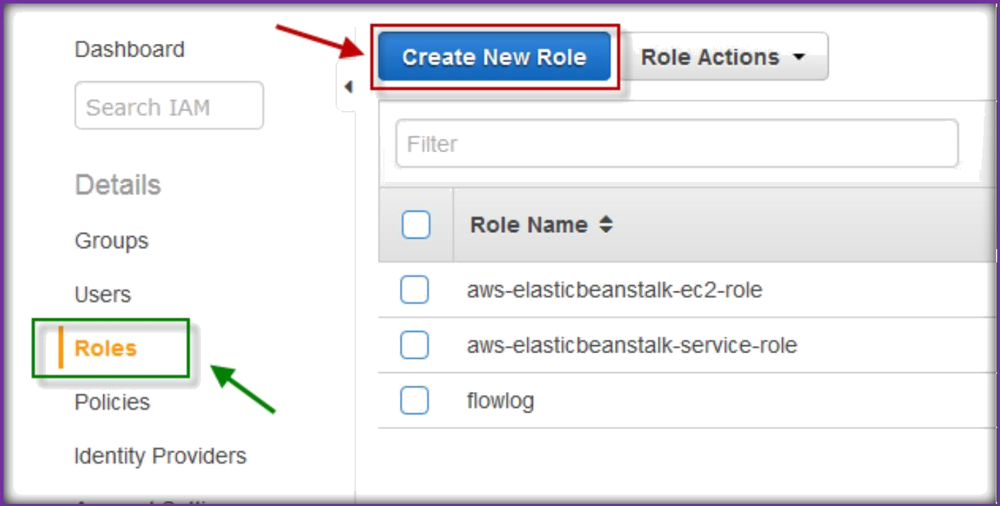 Dashboard
Search IAM
Details
Groups
Users
Roles
Policies
Identity Providers
Create New Role
Role Actions
Filter
Role Name
aws-elasticbeanstalk-ec2-role
aws-elasticbeanstalk-service-role
flowlog